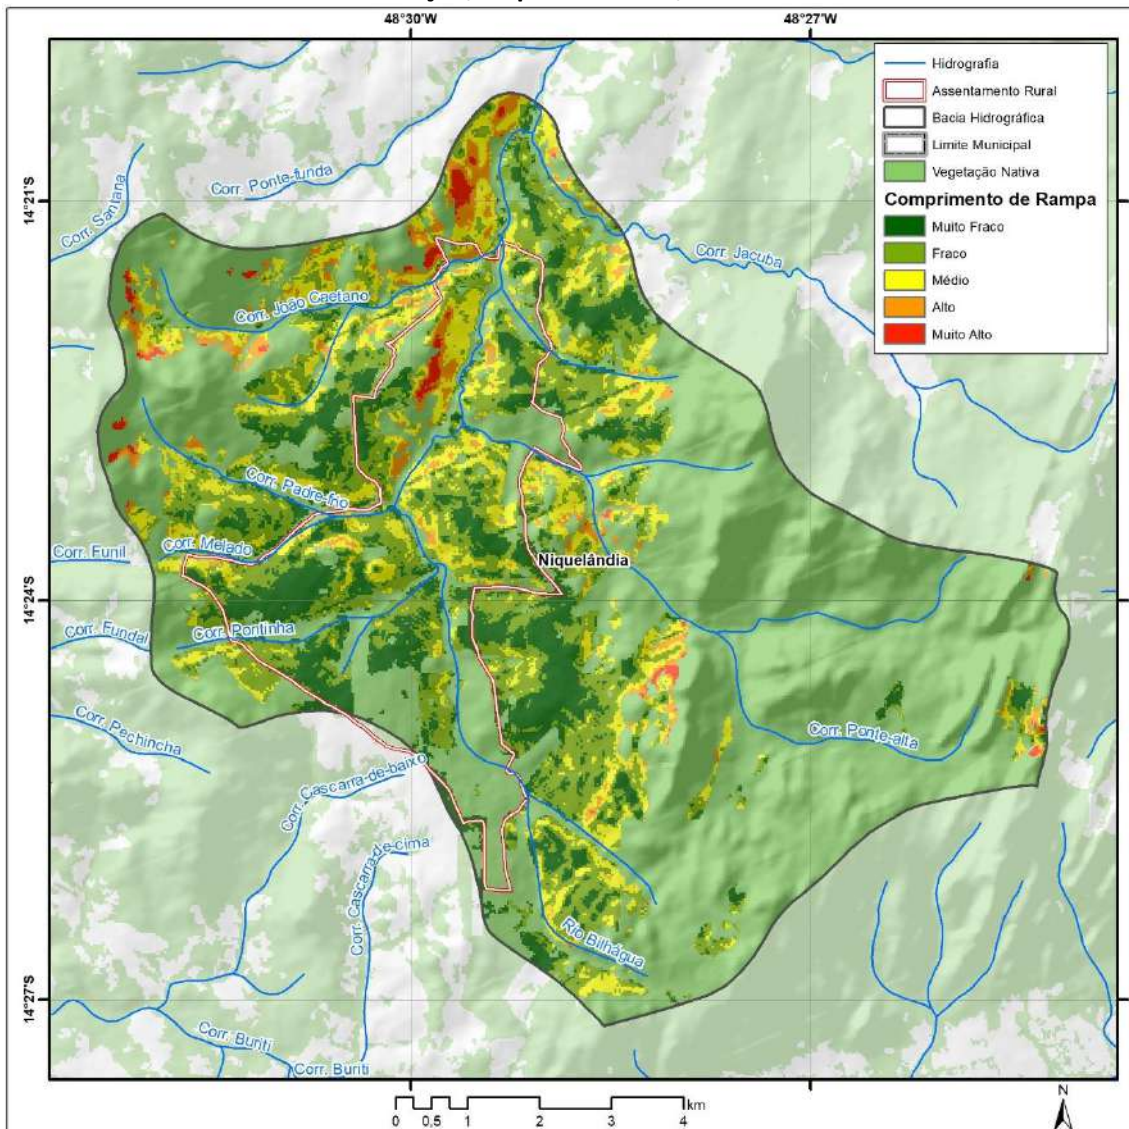 48°30'W
48°27'W
Hidrografia
Assentamento Rural
Bacia Hidrográfica
Limite Municipal
Vegetação Nativa
Comprimento de Rampa
Muito Fraco
Fraco
Médio
Alto
Muito Alto
14°21'S
14°24'S
14°27'S
Corr. Ponte-funda
Corr. Santana
Corr. Jacuba
Corr. João Caetano
Corr. Padre-frio
Corr. Funil
Corr. Melado
Niquelândia
Corr. Fundal
Corr. Pontinha
Corr. Pechincha
Corr. Ponte-alta
Corr. Cascarra-de-baixo
Corr. Cascarra-de-cima
Rio Bilhágua
Corr. Buriti
Corr. Buriti
N
km
0 0,5 1 2 3 4